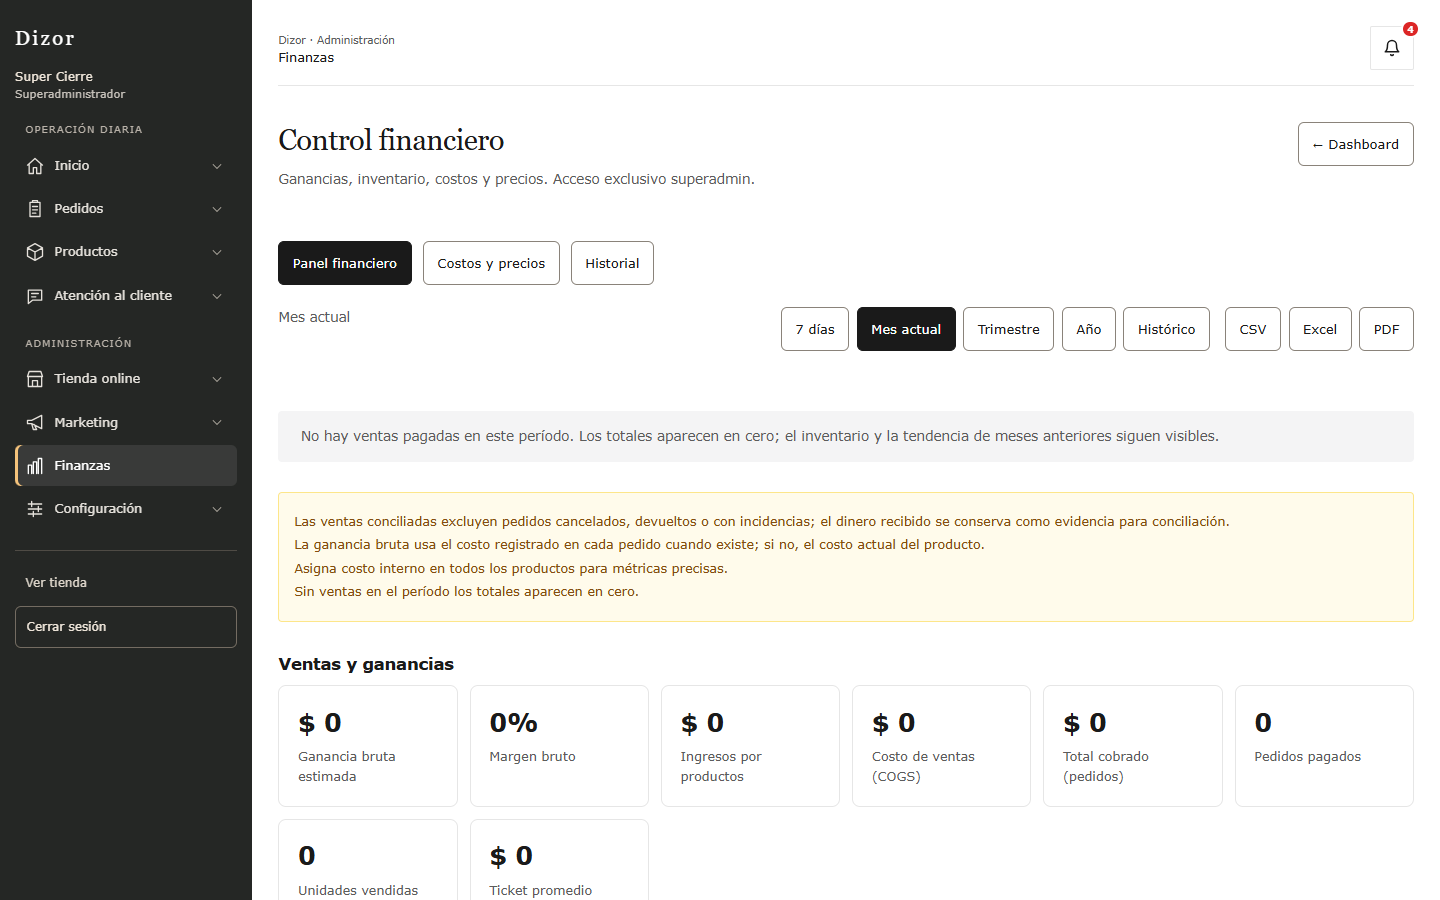 Dizor
Super Cierre
Superadministrador
OPERACIÓN DIARIA
Inicio
Pedidos
Productos
Atención al cliente
ADMINISTRACIÓN
Tienda online
Marketing
Finanzas
Configuración
Ver tienda
Cerrar sesión
Dizor · Administración
Finanzas
4
Control financiero
← Dashboard
Ganancias, inventario, costos y precios. Acceso exclusivo superadmin.
Panel financiero
Costos y precios
Historial
Mes actual
7 días
Mes actual
Trimestre
Año
Histórico
CSV
Excel
PDF
No hay ventas pagadas en este período. Los totales aparecen en cero; el inventario y la tendencia de meses anteriores siguen visibles.
Las ventas conciliadas excluyen pedidos cancelados, devueltos o con incidencias; el dinero recibido se conserva como evidencia para conciliación.
La ganancia bruta usa el costo registrado en cada pedido cuando existe; si no, el costo actual del producto.
Asigna costo interno en todos los productos para métricas precisas.
Sin ventas en el período los totales aparecen en cero.
Ventas y ganancias
$ 0
Ganancia bruta
estimada
0%
Margen bruto
$ 0
Ingresos por
productos
$ 0
Costo de ventas
(COGS)
$ 0
Total cobrado
(pedidos)
0
Pedidos pagados
0
Unidades vendidas
$ 0
Ticket promedio